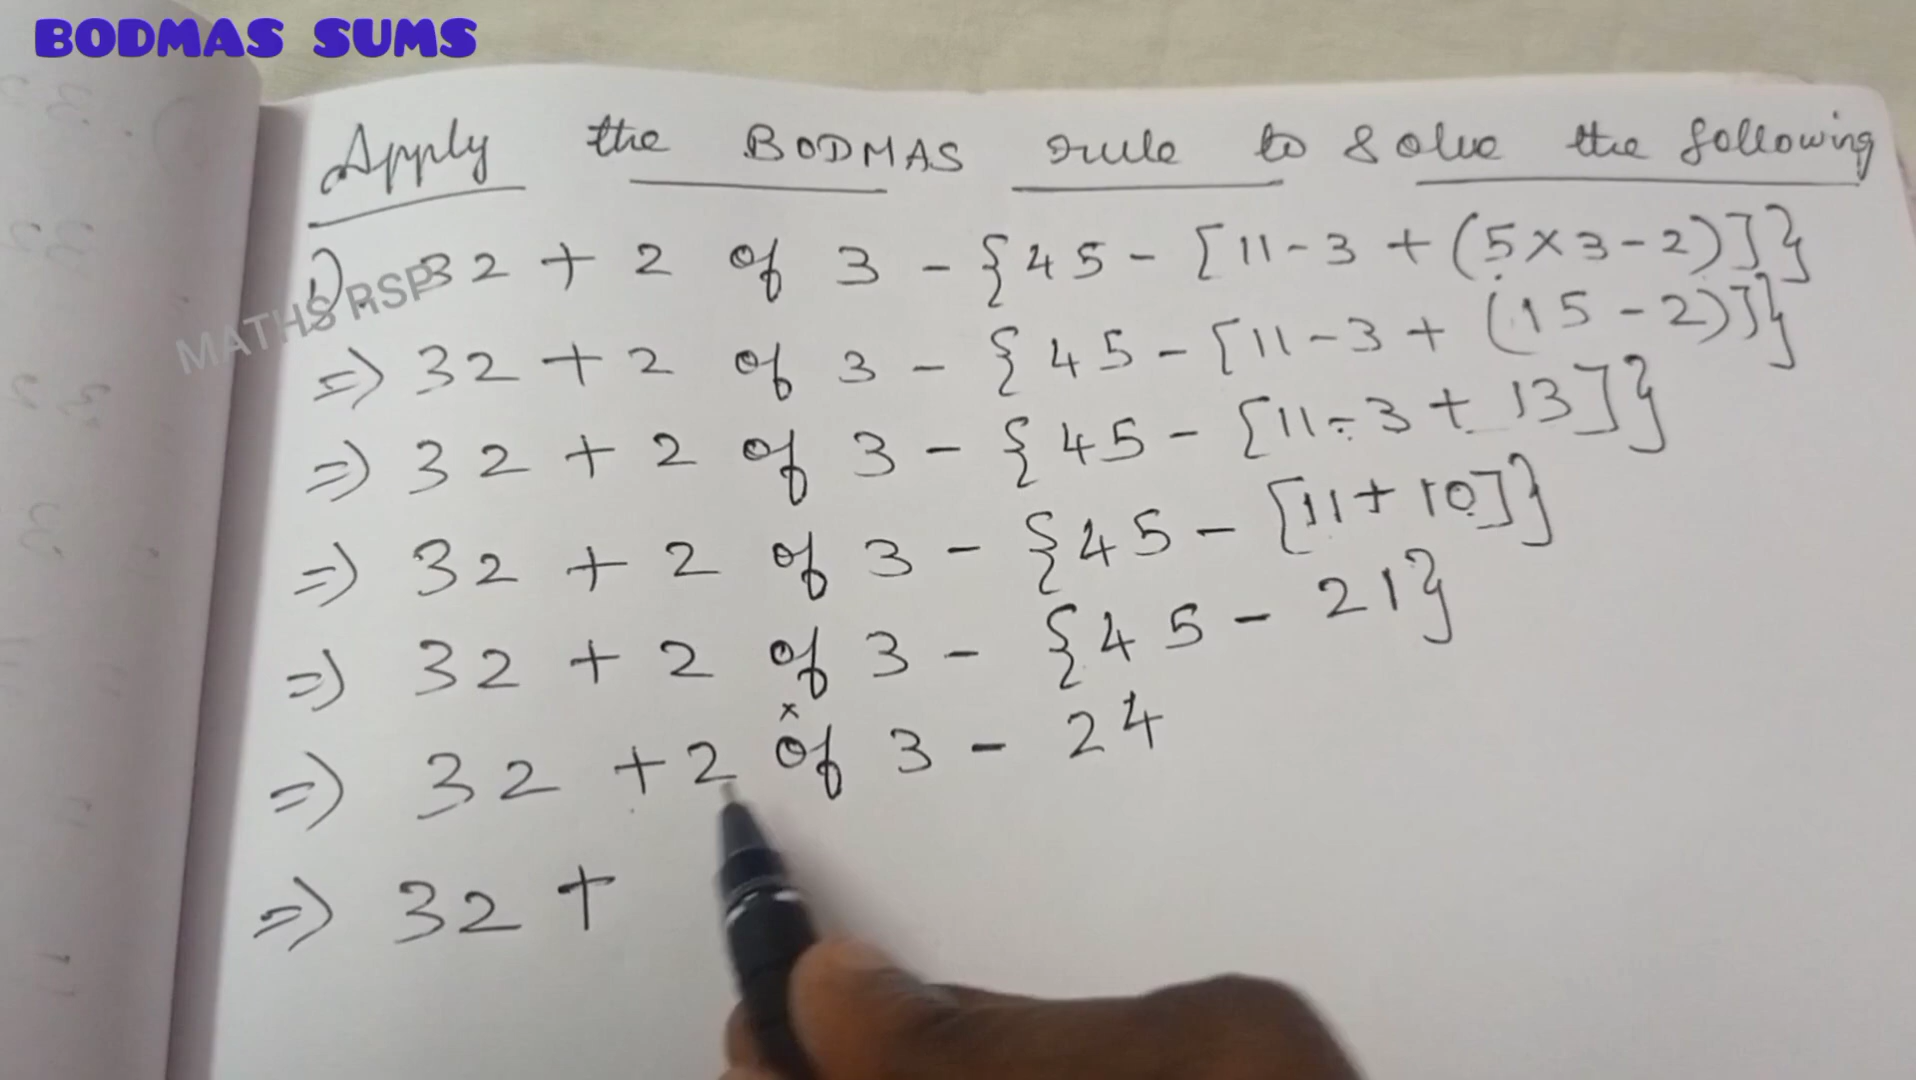 BODMAS SUMS
Apply the BODMAS rule to solve the following
1). 32 + 2 of 3 - {45 - [11-3 + (5×3-2)]}
MATHS RSP
=) 32 + 2 of 3 - {45 - [11-3 + (15-2)]}
=) 32 + 2 of 3 - {45 - [11-3 + 13]}
=) 32 + 2 of 3 - {45 - [11+10]}
=) 32 + 2 of 3 - {45 - 21}
×
=) 32 +2 of 3 - 24
=) 32 +